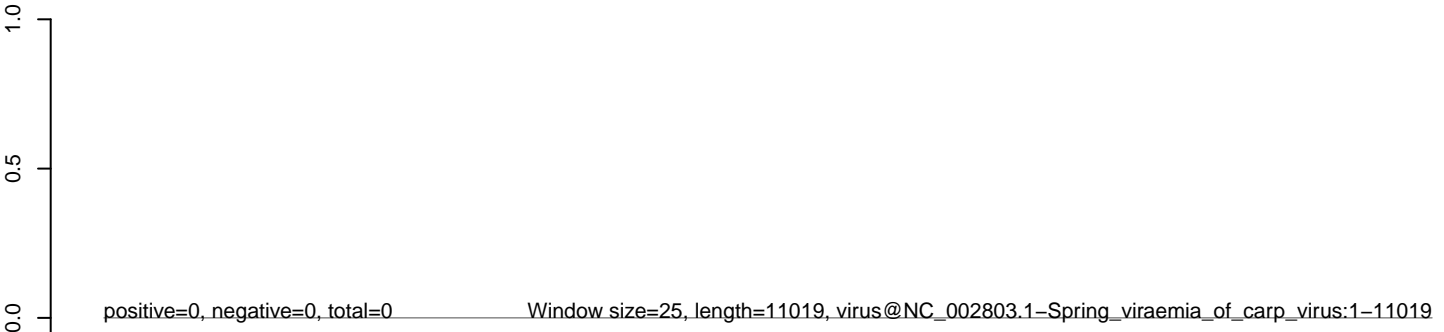 1.0
0.5
0.0
positive=0, negative=0, total=0 Window size=25, length=11019, virus@NC_002803.1−Spring_viraemia_of_carp_virus:1−11019